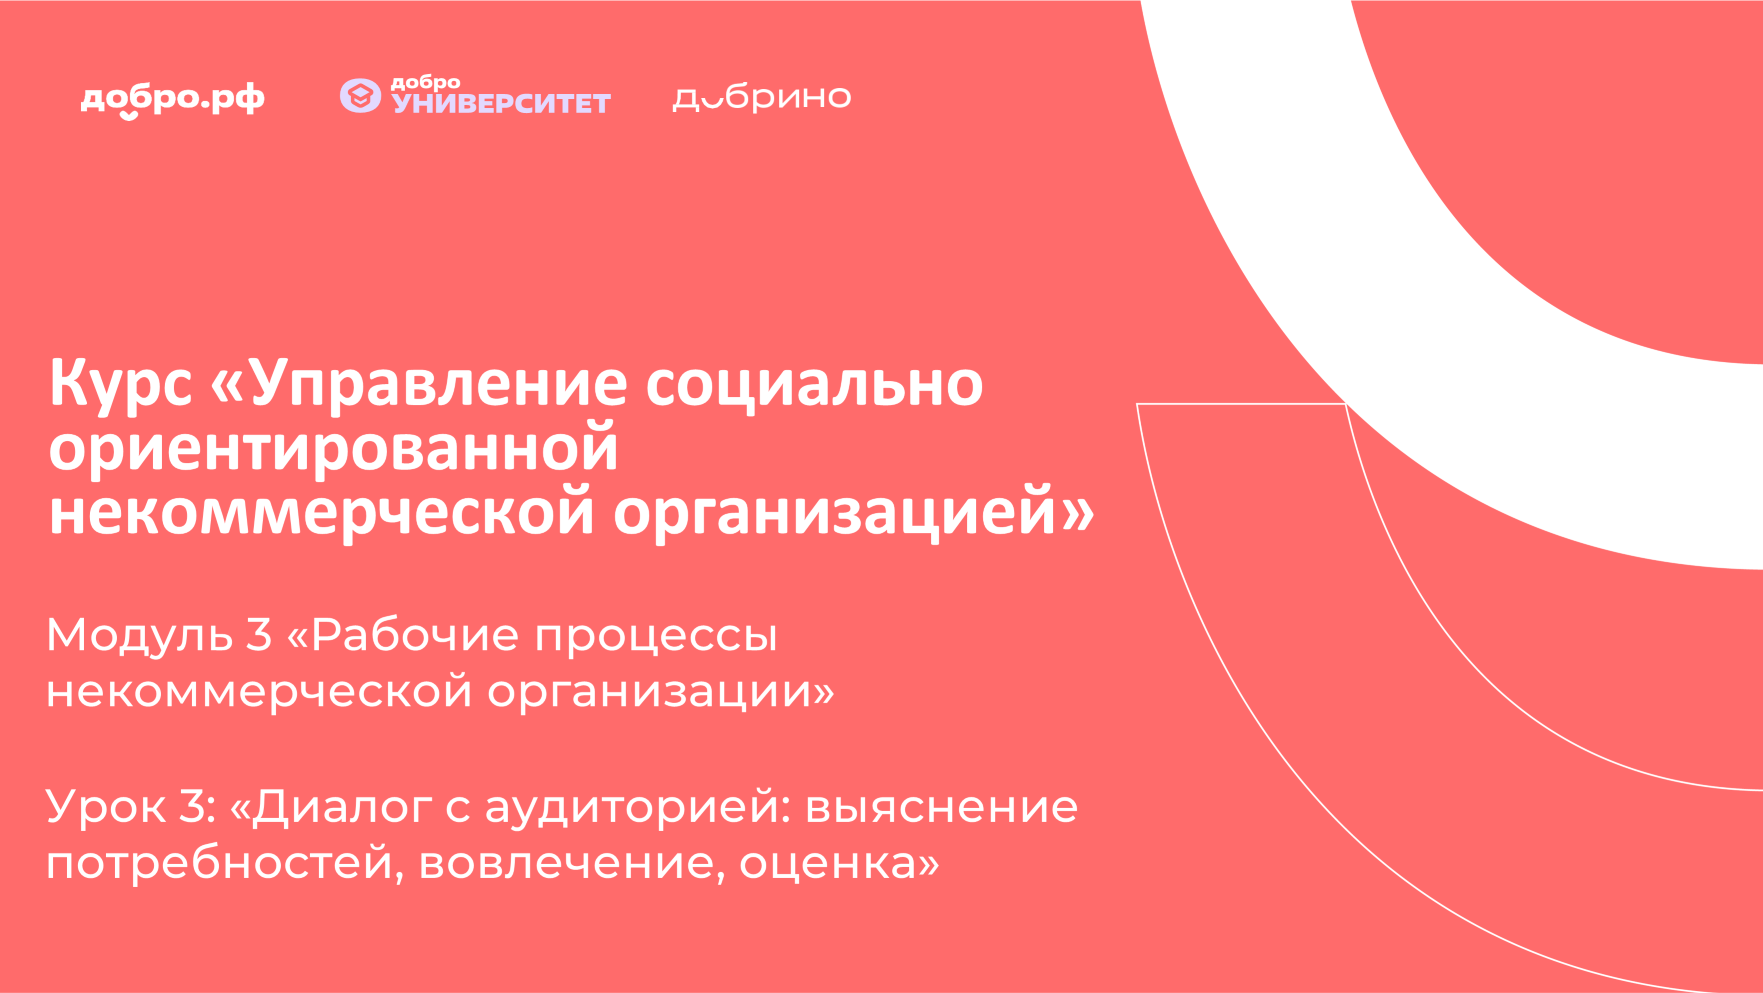 добро.рф
добро
УНИВЕРСИТЕТ
добрино
Курс «Управление социально
ориентированной
некоммерческой организацией»
Модуль 3 «Рабочие процессы
некоммерческой организации»
Урок 3: «Диалог с аудиторией: выяснение
потребностей, вовлечение, оценка»